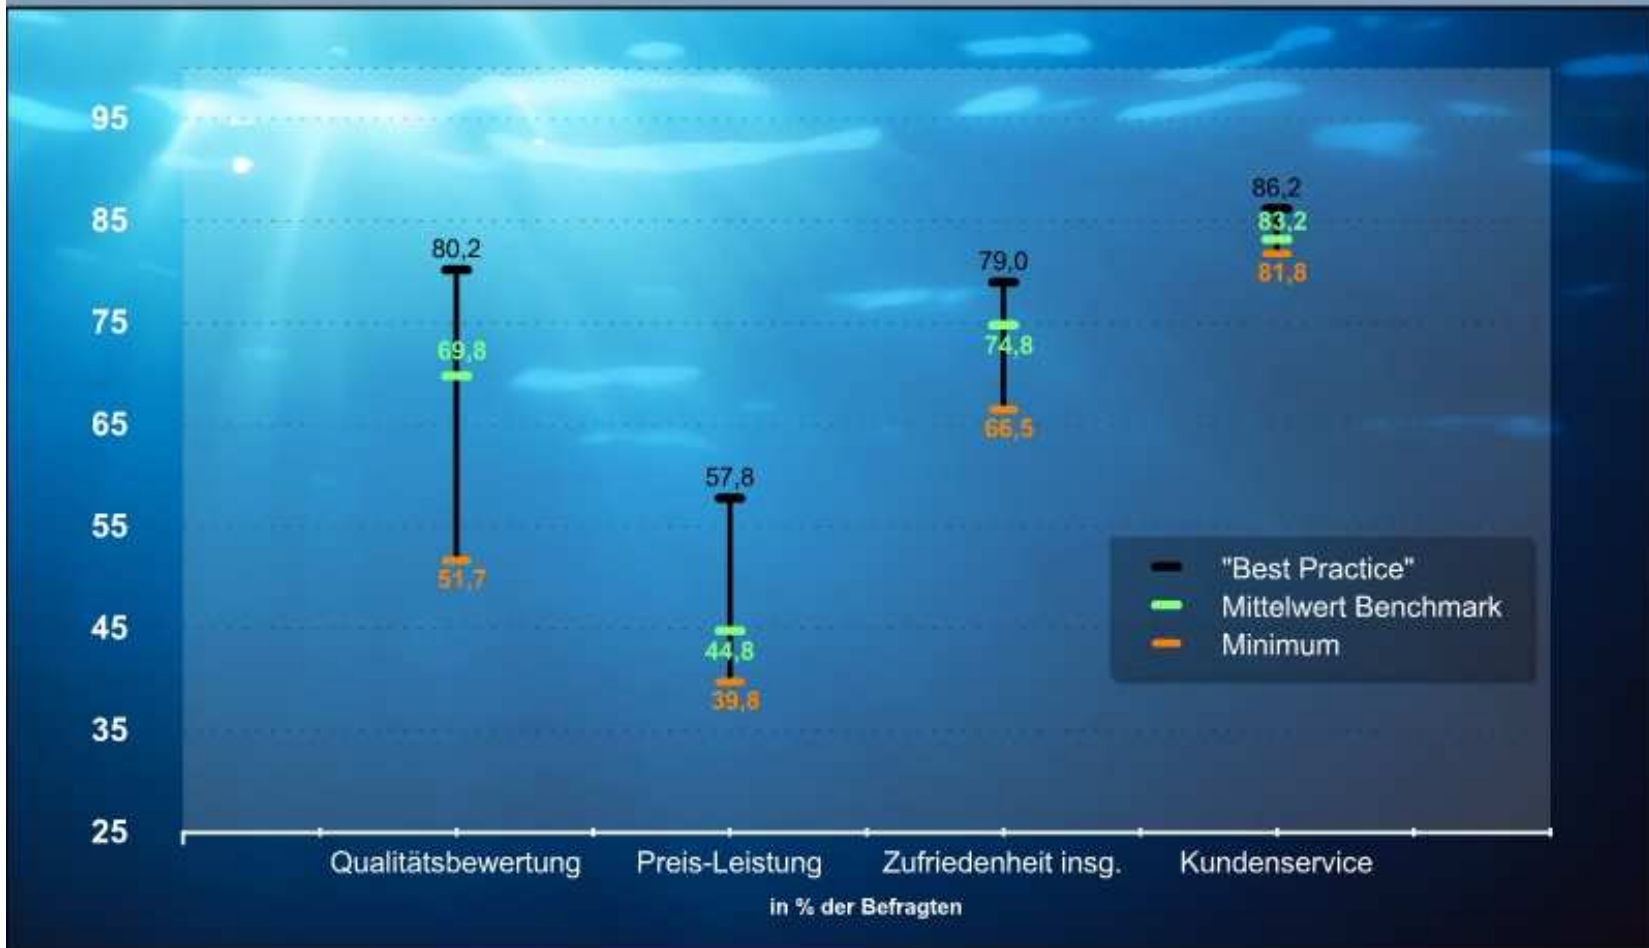 95
85
75
65
55
45
35
25
80,2
69,8
51,7
57,8
44,8
39,8
79,0
74,8
66,5
86,2
83,2
81,8
"Best Practice"
Mittelwert Benchmark
Minimum
Qualitätsbewertung
Preis-Leistung
Zufriedenheit insg.
Kundenservice
in % der Befragten